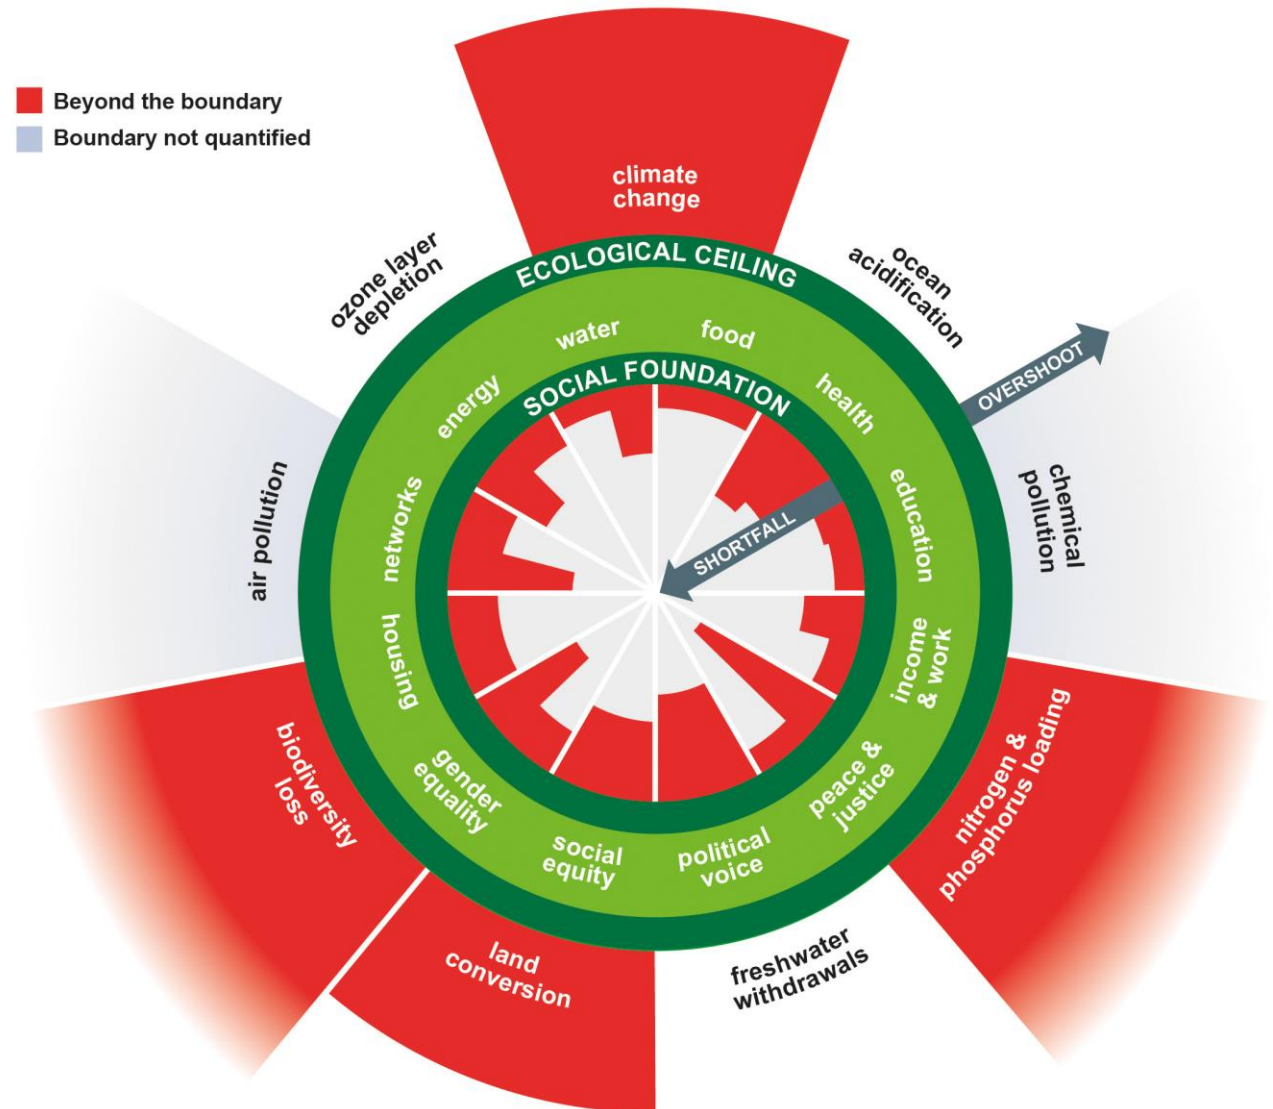 Beyond the boundary
Boundary not quantified
climate
change
ECOLOGICAL CEILING
ozone layer
depletion
ocean
acidification
water
food
SOCIAL FOUNDATION
energy
health
OVERSHOOT
networks
education
air pollution
chemical
pollution
SHORTFALL
housing
income
& work
biodiversity
loss
gender
equality
peace &
justice
nitrogen &
phosphorus loading
social
equity
political
voice
land
conversion
freshwater
withdrawals